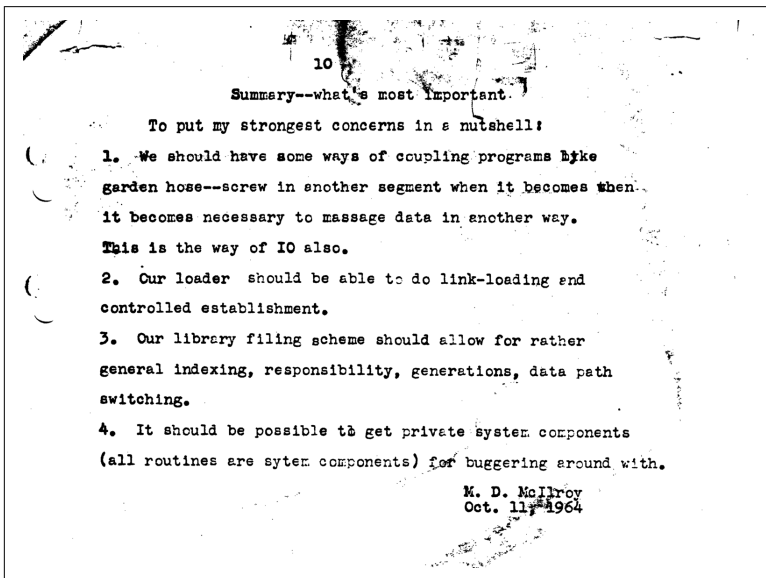 10
Summary--what's most important.
To put my strongest concerns in a nutshell:
1. We should have some ways of coupling programs like
garden hose--screw in another segment when it becomes when
it becomes necessary to massage data in another way.
This is the way of IO also.
2. Our loader should be able to do link-loading and
controlled establishment.
3. Our library filing scheme should allow for rather
general indexing, responsibility, generations, data path
switching.
4. It should be possible to get private system components
(all routines are sytem components) for buggering around with.
M. D. McIlroy
Oct. 11, 1964